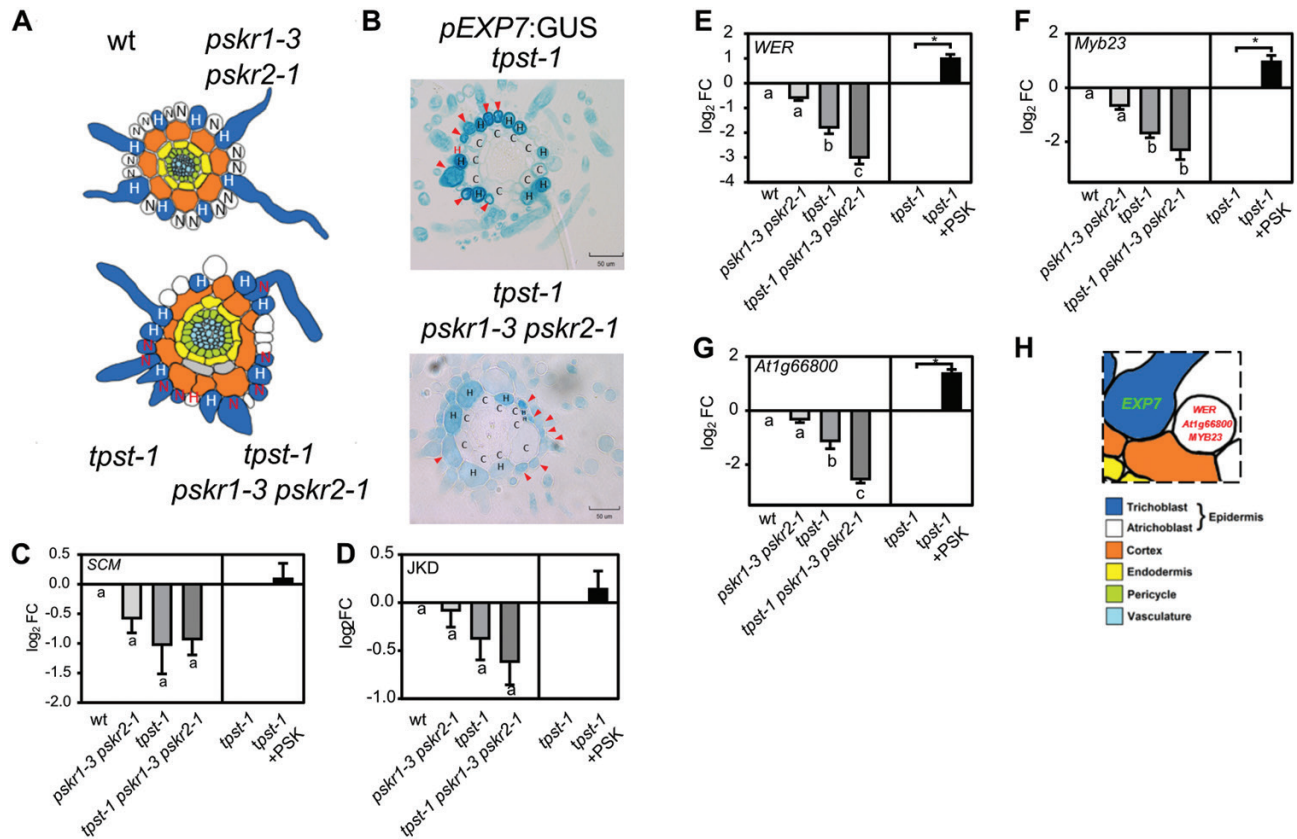 A
wt
pskr1-3
pskr2-1
N
H
tpst-1
tpst-1
pskr1-3 pskr2-1
B
pEXP7:GUS
tpst-1
H
C
50 um
tpst-1
pskr1-3 pskr2-1
H
C
50 um
C
SCM
log2 FC
0.5
0.0
-0.5
-1.0
-1.5
-2.0
a
a
a
a
wt
pskr1-3 pskr2-1
tpst-1
tpst-1 pskr1-3 pskr2-1
tpst-1
tpst-1
+PSK
D
JKD
log2FC
0.5
0.0
-0.5
-1.0
a
a
a
a
wt
pskr1-3 pskr2-1
tpst-1
tpst-1 pskr1-3 pskr2-1
tpst-1
tpst-1
+PSK
E
WER
log2 FC
2
1
0
-1
-2
-3
-4
a
a
b
c
*
wt
pskr1-3 pskr2-1
tpst-1
tpst-1 pskr1-3 pskr2-1
tpst-1
tpst-1
+PSK
F
Myb23
log2 FC
2
0
-2
a
a
b
b
*
wt
pskr1-3 pskr2-1
tpst-1
tpst-1 pskr1-3 pskr2-1
tpst-1
tpst-1
+PSK
G
At1g66800
log2 FC
2
0
-2
a
a
b
c
*
wt
pskr1-3 pskr2-1
tpst-1
tpst-1 pskr1-3 pskr2-1
tpst-1
tpst-1
+PSK
H
EXP7
WER
At1g66800
MYB23
Trichoblast
Atrichoblast
Epidermis
Cortex
Endodermis
Pericycle
Vasculature